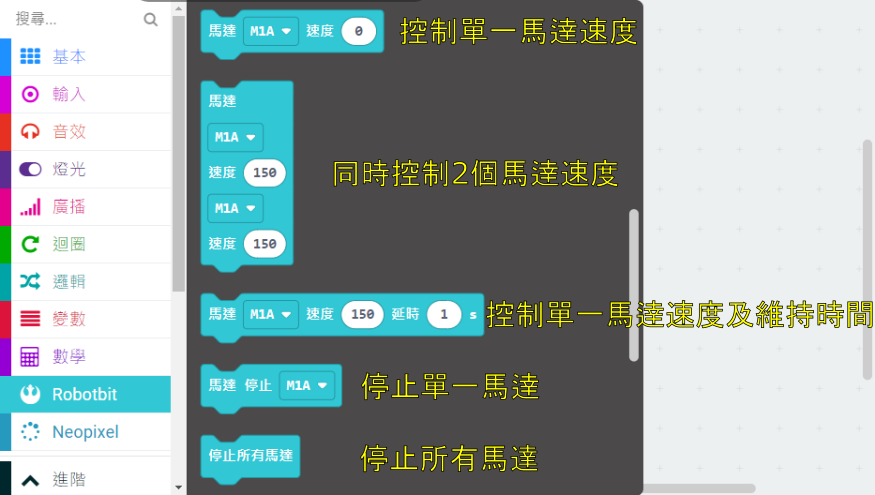 搜尋...
基本
輸入
音效
燈光
廣播
迴圈
邏輯
變數
數學
Robotbit
Neopixel
進階
馬達 M1A 速度 0
控制單一馬達速度
馬達
M1A
速度 150
M1A
速度 150
同時控制2個馬達速度
馬達 M1A 速度 150 延時 1 s
控制單一馬達速度及維持時間
馬達 停止 M1A
停止單一馬達
停止所有馬達
停止所有馬達